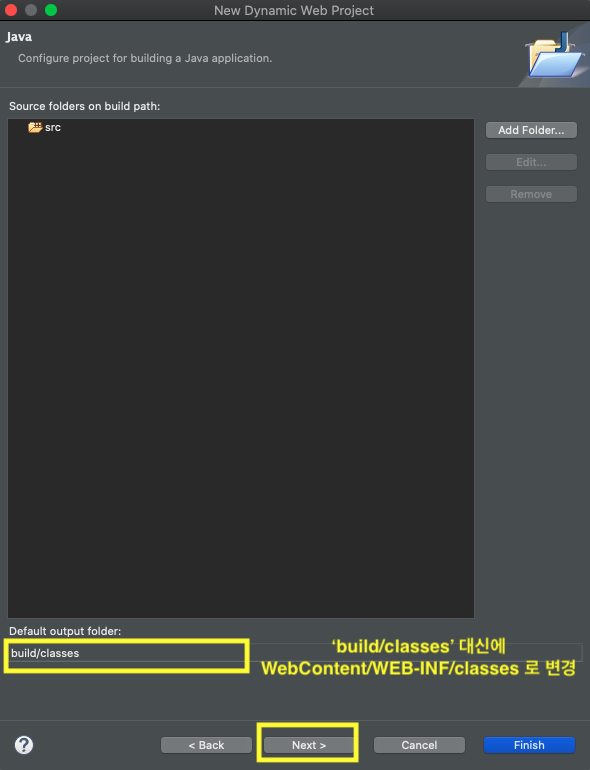 New Dynamic Web Project
Java
Configure project for building a Java application.
Source folders on build path:
src
Add Folder...
Edit...
Remove
Default output folder:
build/classes
‘build/classes’ 대신에
WebContent/WEB-INF/classes 로 변경
?
< Back
Next >
Cancel
Finish